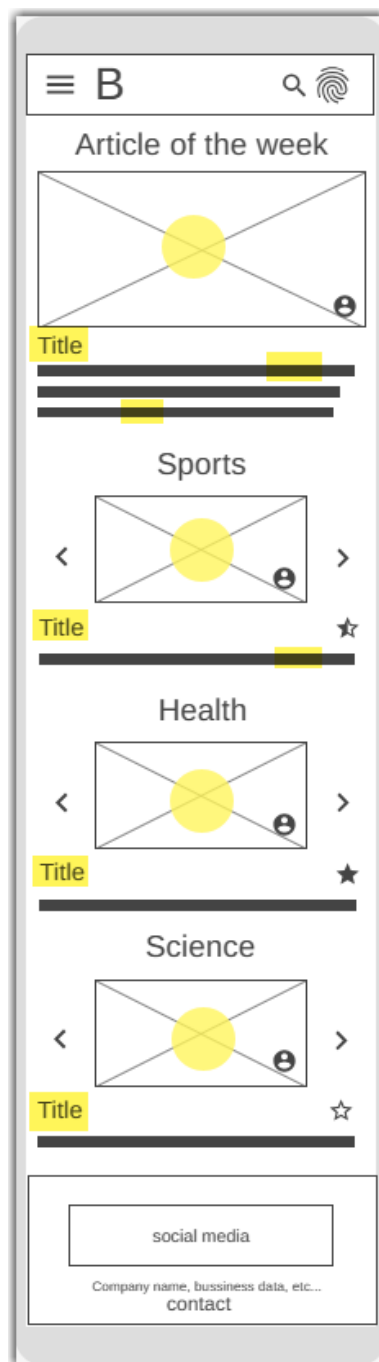 B
Article of the week
Title
Sports
Title
Health
Title
Science
Title
social media
Company name, bussiness data, etc...
contact